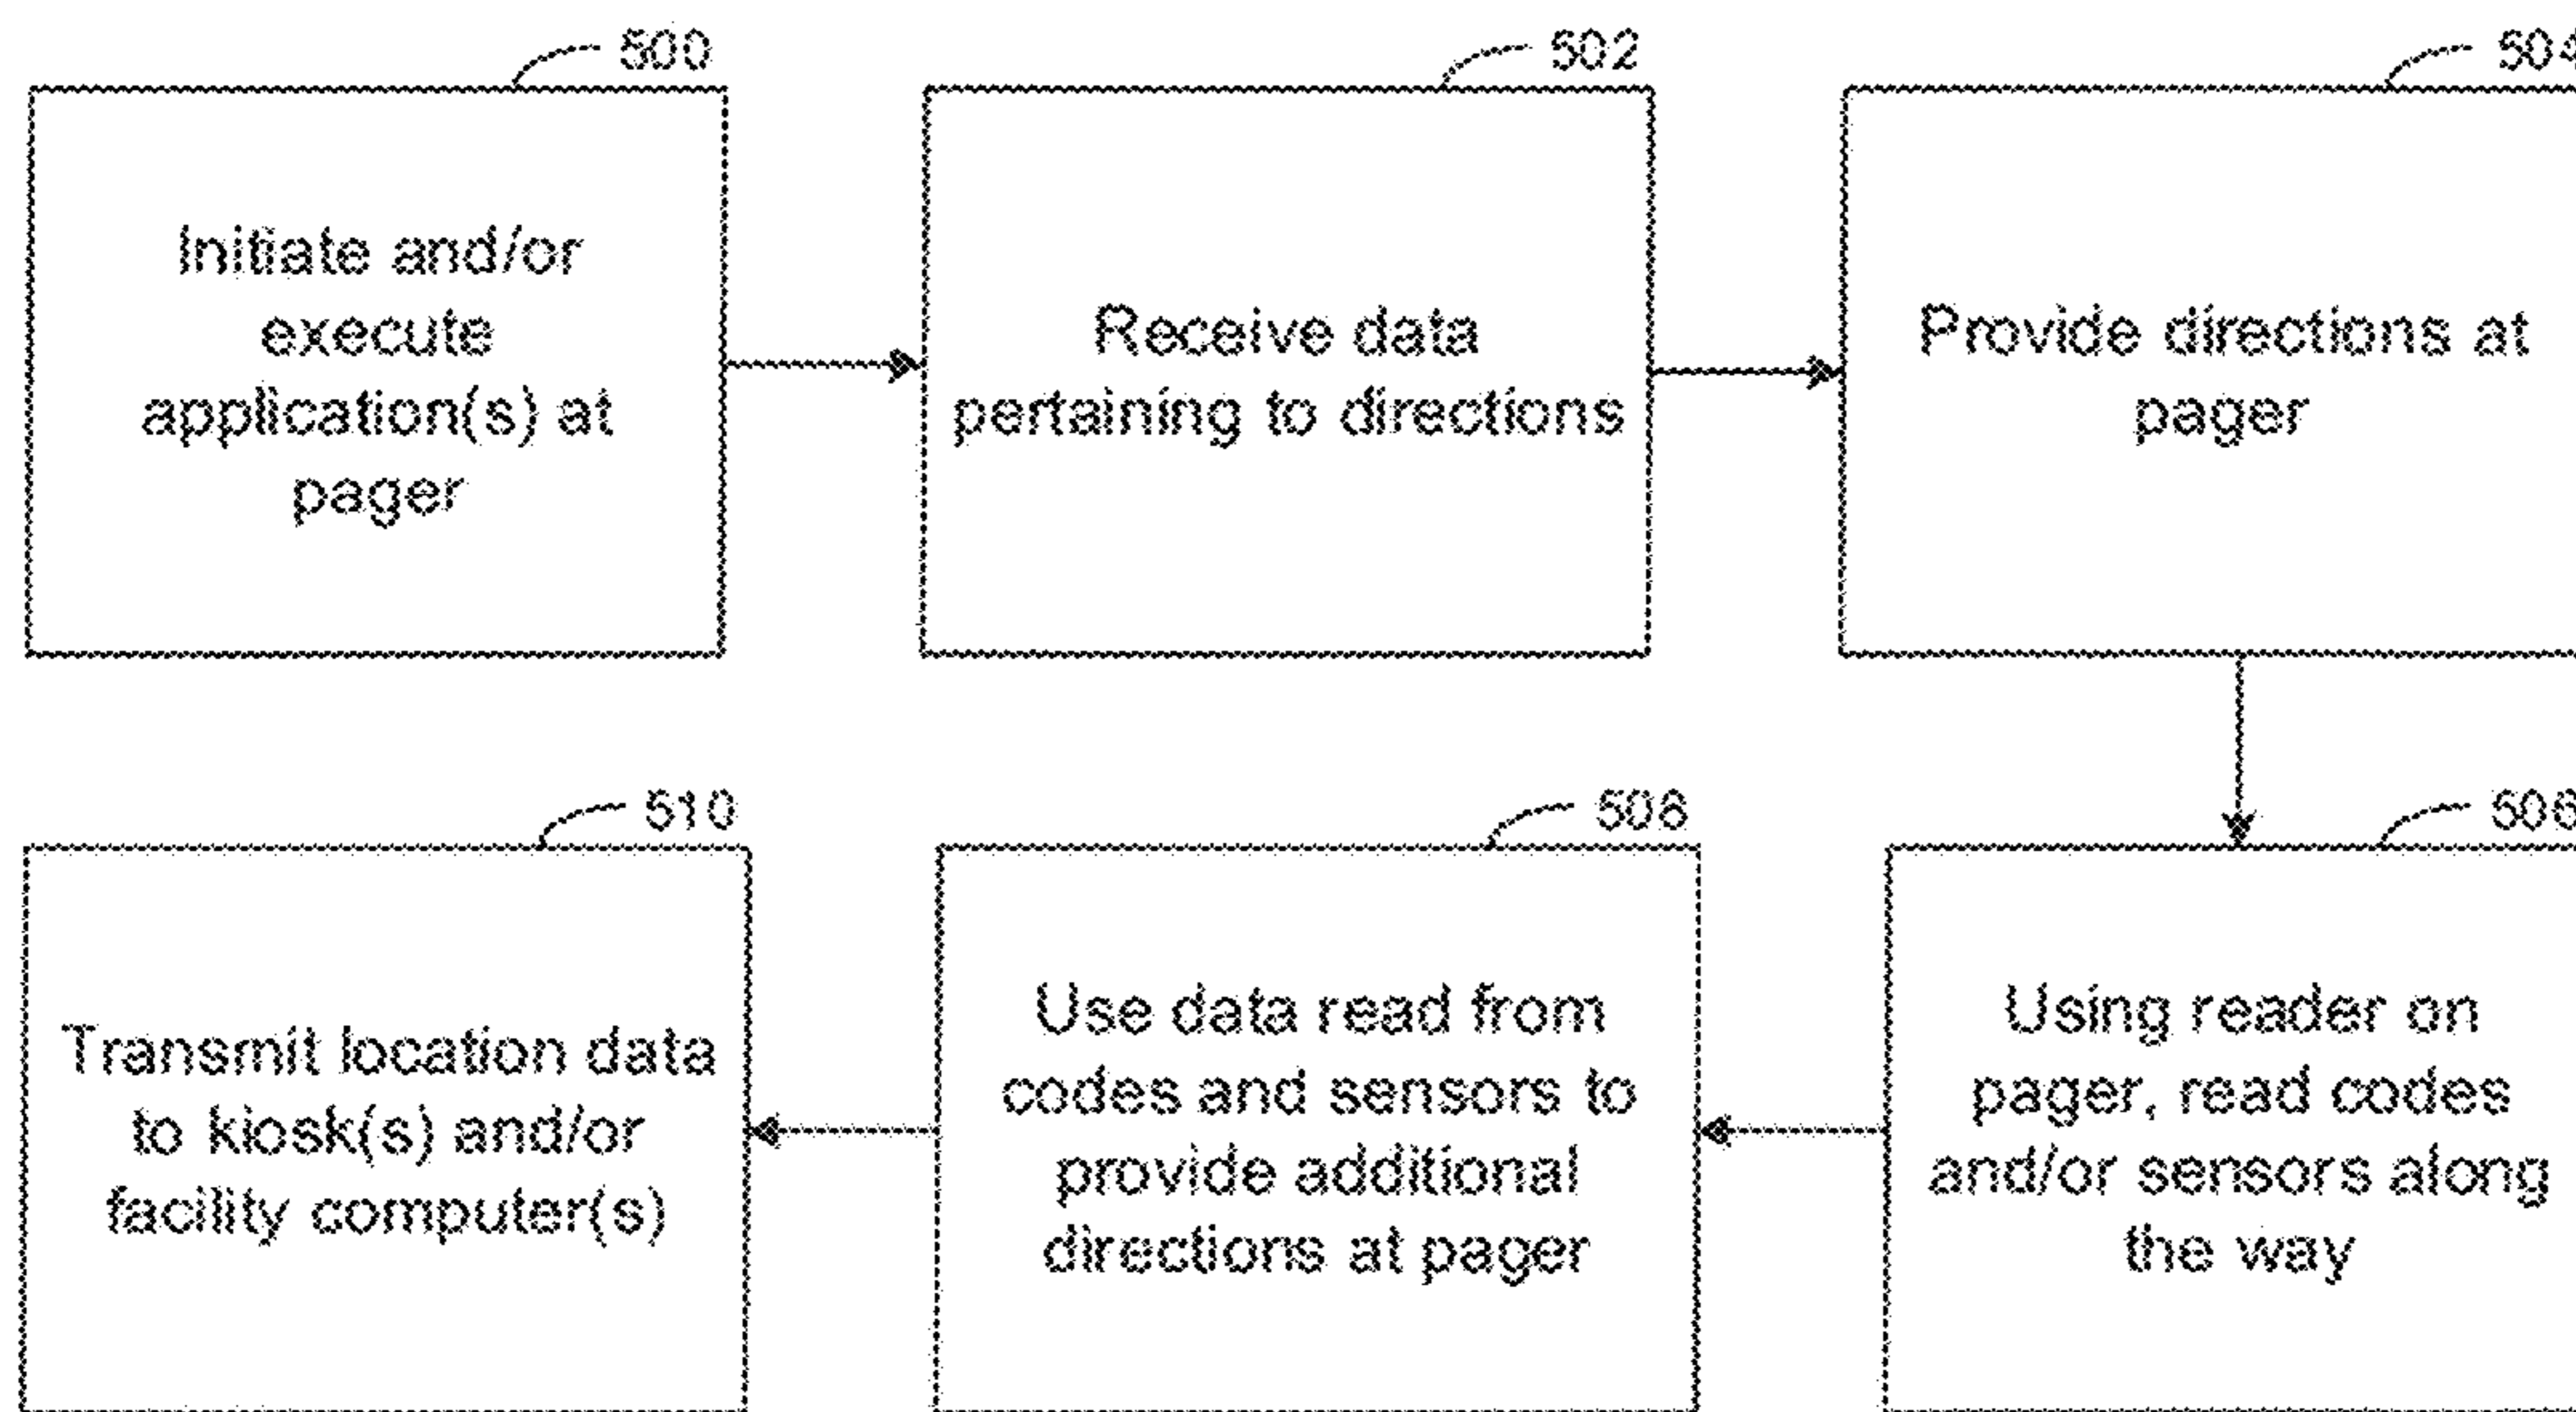 500
Initiate and/or
execute
application(s) at
pager
502
Receive data
pertaining to directions
504
Provide directions at
pager
506
Using reader on
pager, read codes
and/or sensors along
the way
508
Use data read from
codes and sensors to
provide additional
directions at pager
510
Transmit location data
to kiosk(s) and/or
facility computer(s)